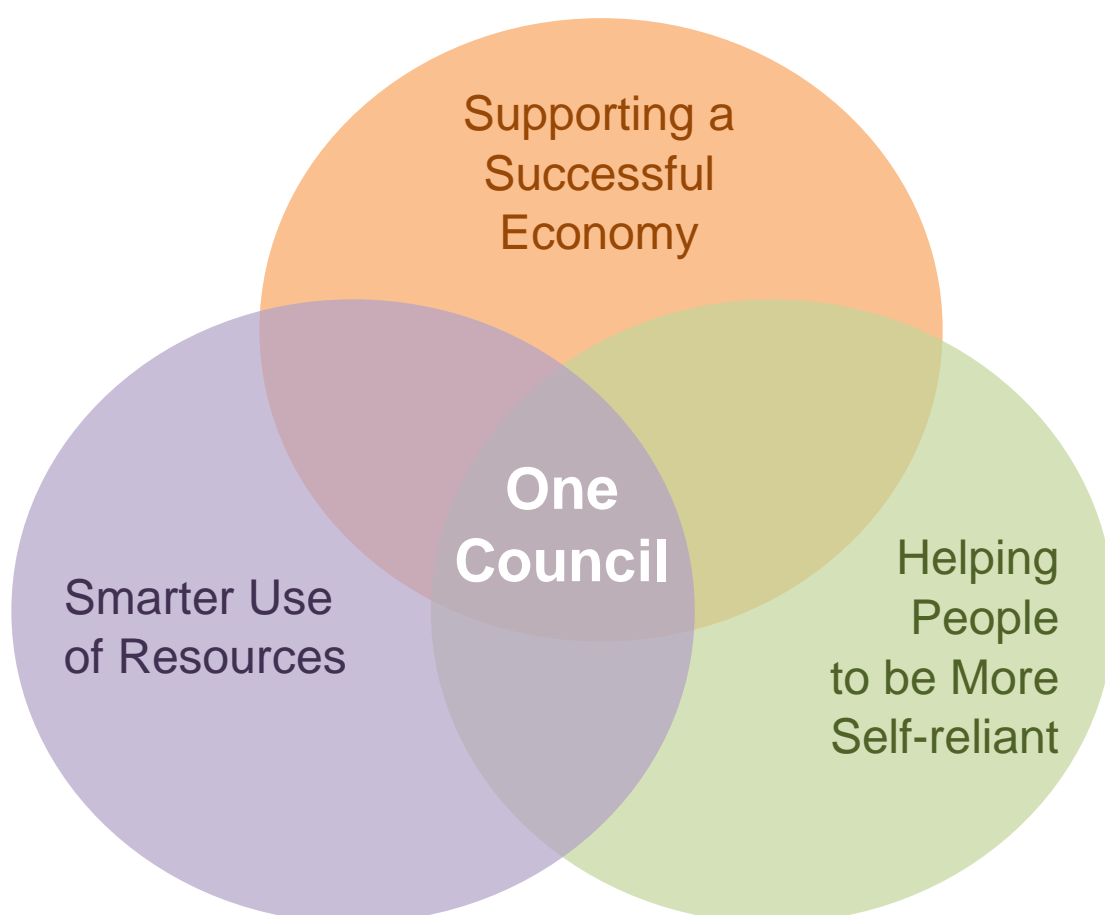 Supporting a
Successful
Economy
One
Council
Smarter Use
of Resources
Helping
People
to be More
Self-reliant